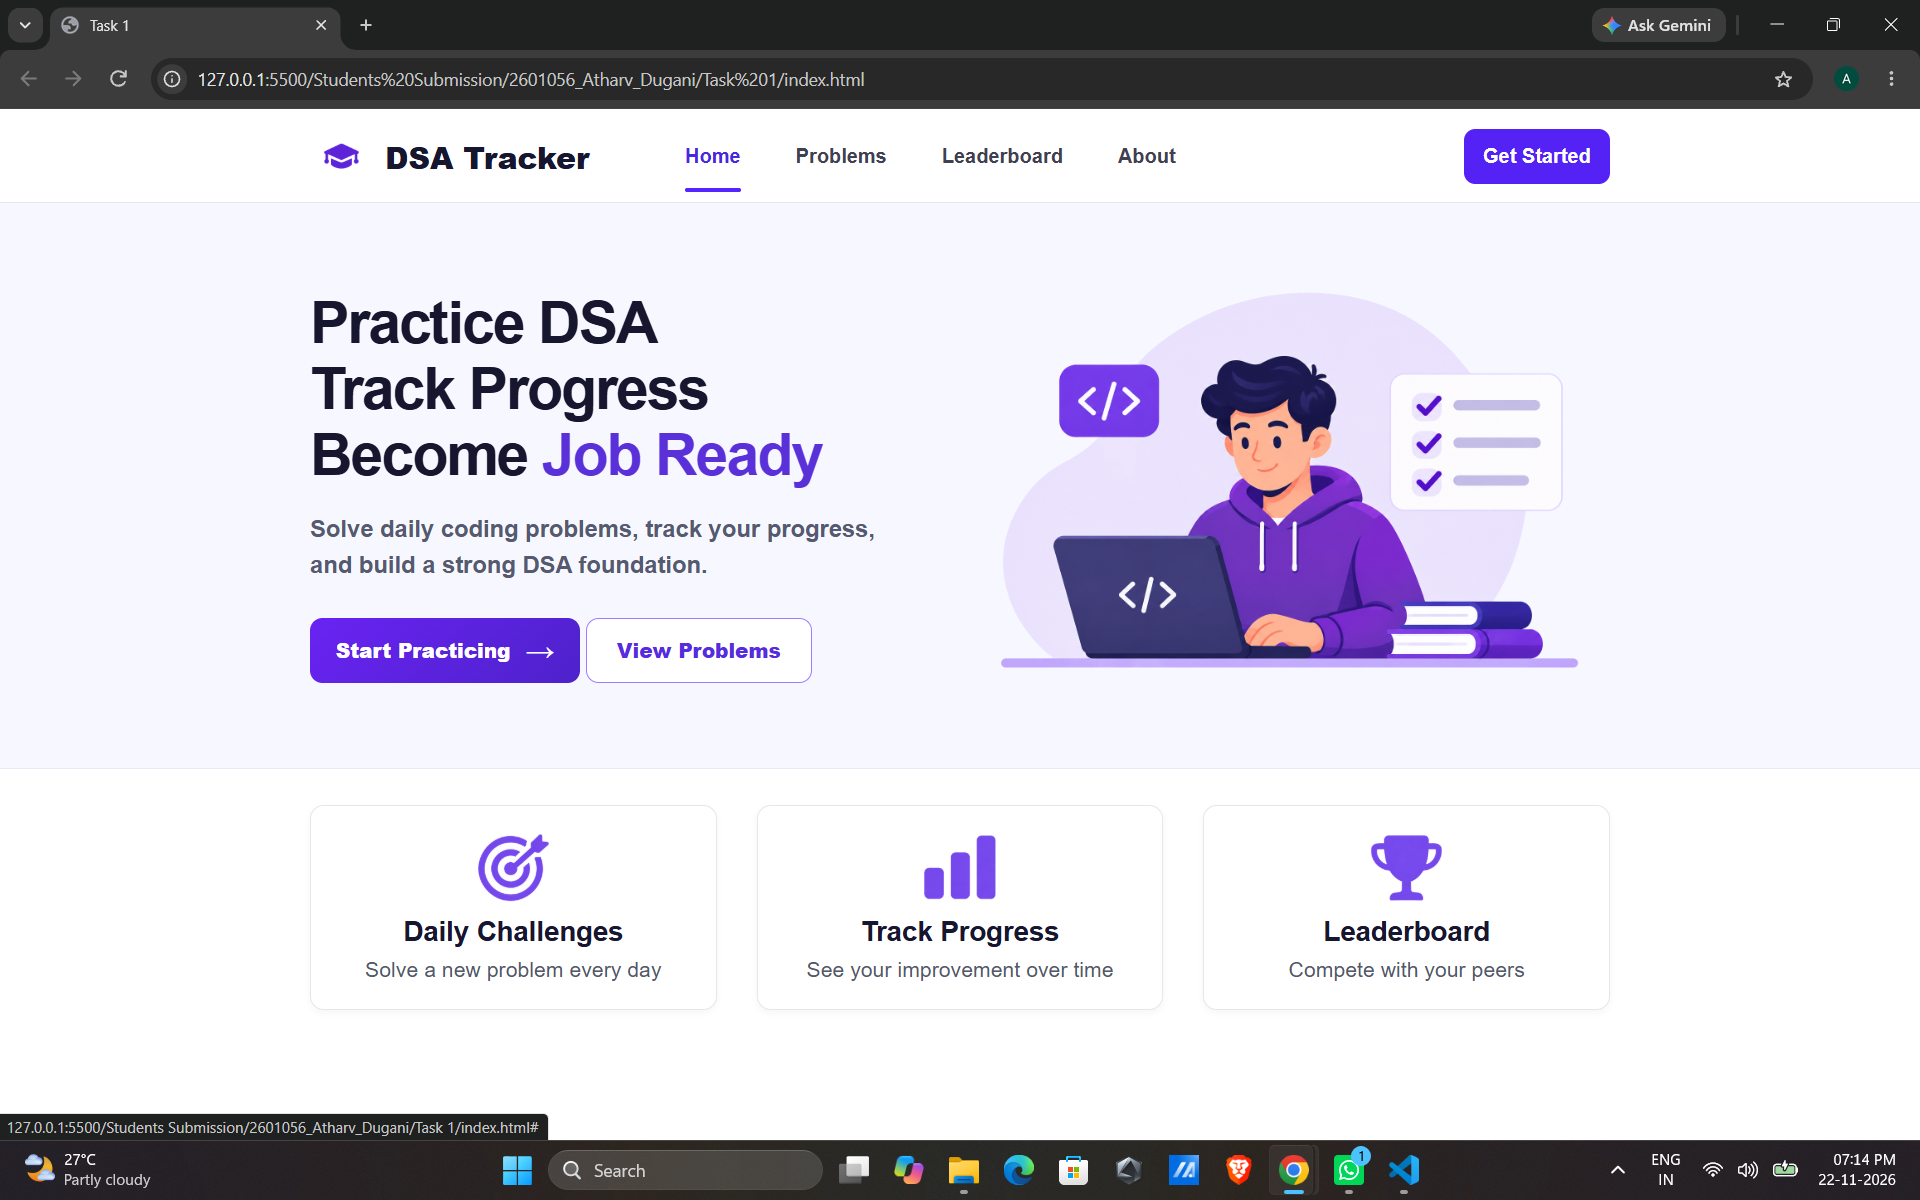 Task 1
Ask Gemini
127.0.0.1:5500/Students%20Submission/2601056_Atharv_Dugani/Task%201/index.html
A
DSA Tracker
Home
Problems
Leaderboard
About
Get Started
Practice DSA
Track Progress
Become Job Ready
</>
</>
Solve daily coding problems, track your progress,
and build a strong DSA foundation.
Start Practicing →
View Problems
Daily Challenges
Solve a new problem every day
Track Progress
See your improvement over time
Leaderboard
Compete with your peers
127.0.0.1:5500/Students Submission/2601056_Atharv_Dugani/Task 1/index.html#
27°C
Partly cloudy
Search
1
ENG
IN
07:14 PM
22-11-2026